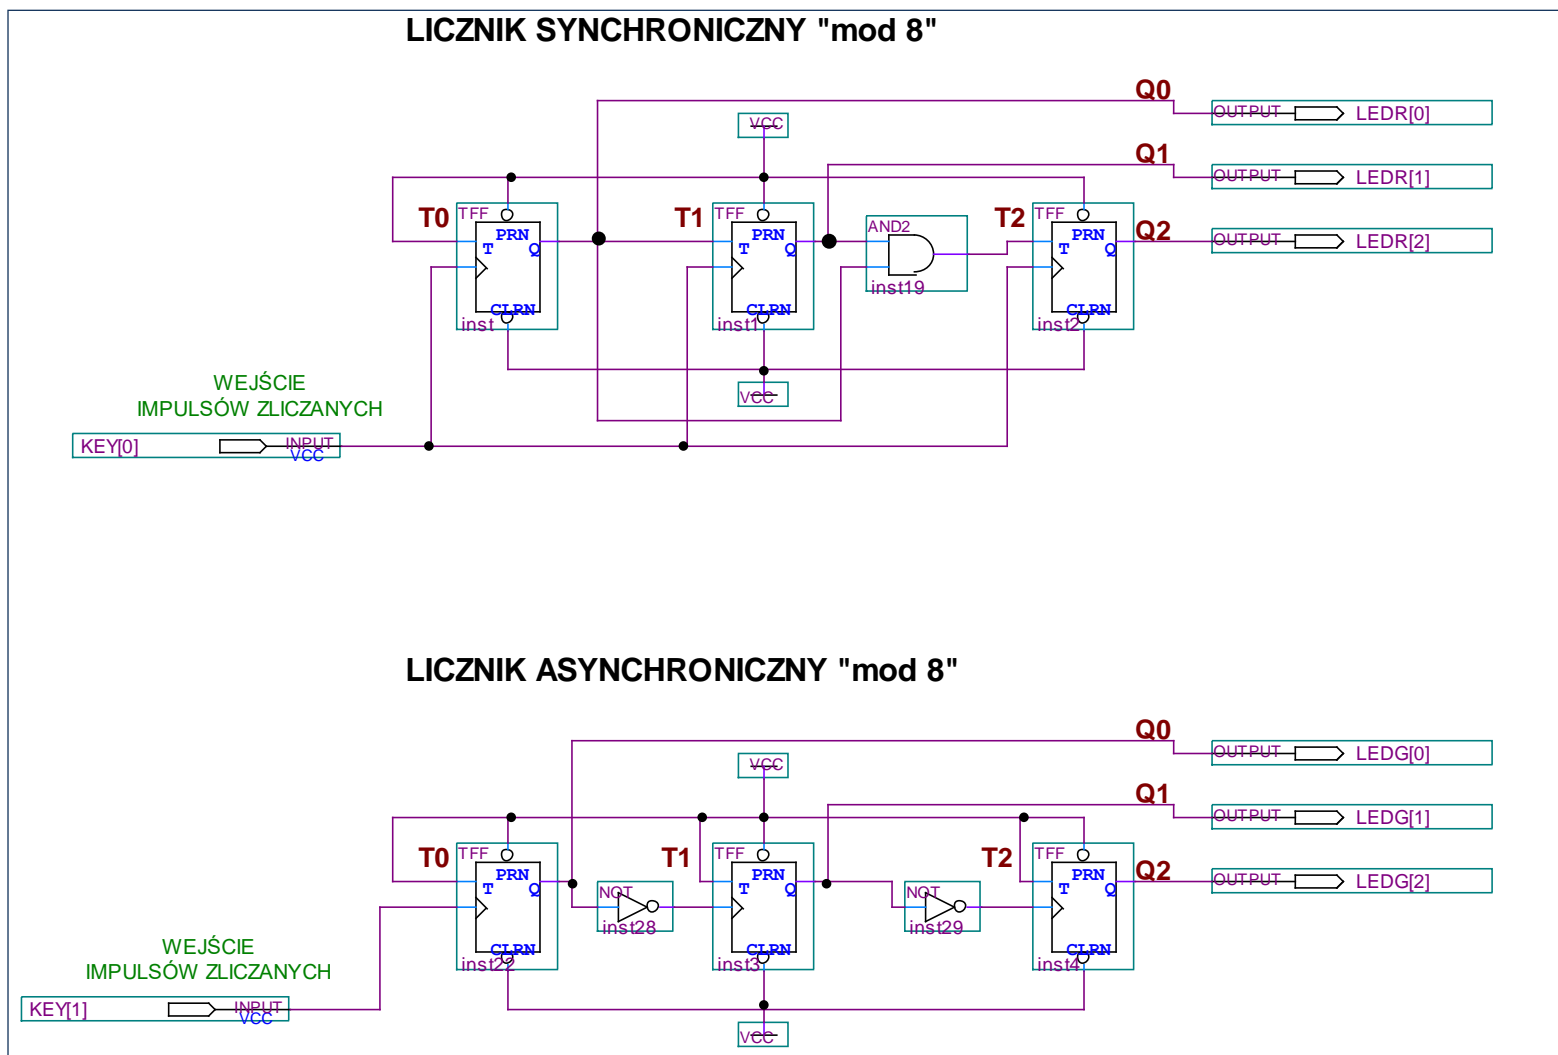 LICZNIK SYNCHRONICZNY "mod 8"
Q0
OUTPUT LEDR[0]
VCC
Q1
OUTPUT LEDR[1]
T0 TFF PRN T Q CLRN inst
T1 TFF PRN T Q CLRN inst1
AND2 inst19
T2 TFF PRN T Q CLRN inst2
Q2
OUTPUT LEDR[2]
VCC
WEJŚCIE
IMPULSÓW ZLICZANYCH
KEY[0] INPUT
VCC
LICZNIK ASYNCHRONICZNY "mod 8"
Q0
OUTPUT LEDG[0]
VCC
Q1
OUTPUT LEDG[1]
T0 TFF PRN T Q CLRN inst22
NOT inst28
T1 TFF PRN T Q CLRN inst3
NOT inst29
T2 TFF PRN T Q CLRN inst4
Q2
OUTPUT LEDG[2]
WEJŚCIE
IMPULSÓW ZLICZANYCH
KEY[1] INPUT
VCC
VCC